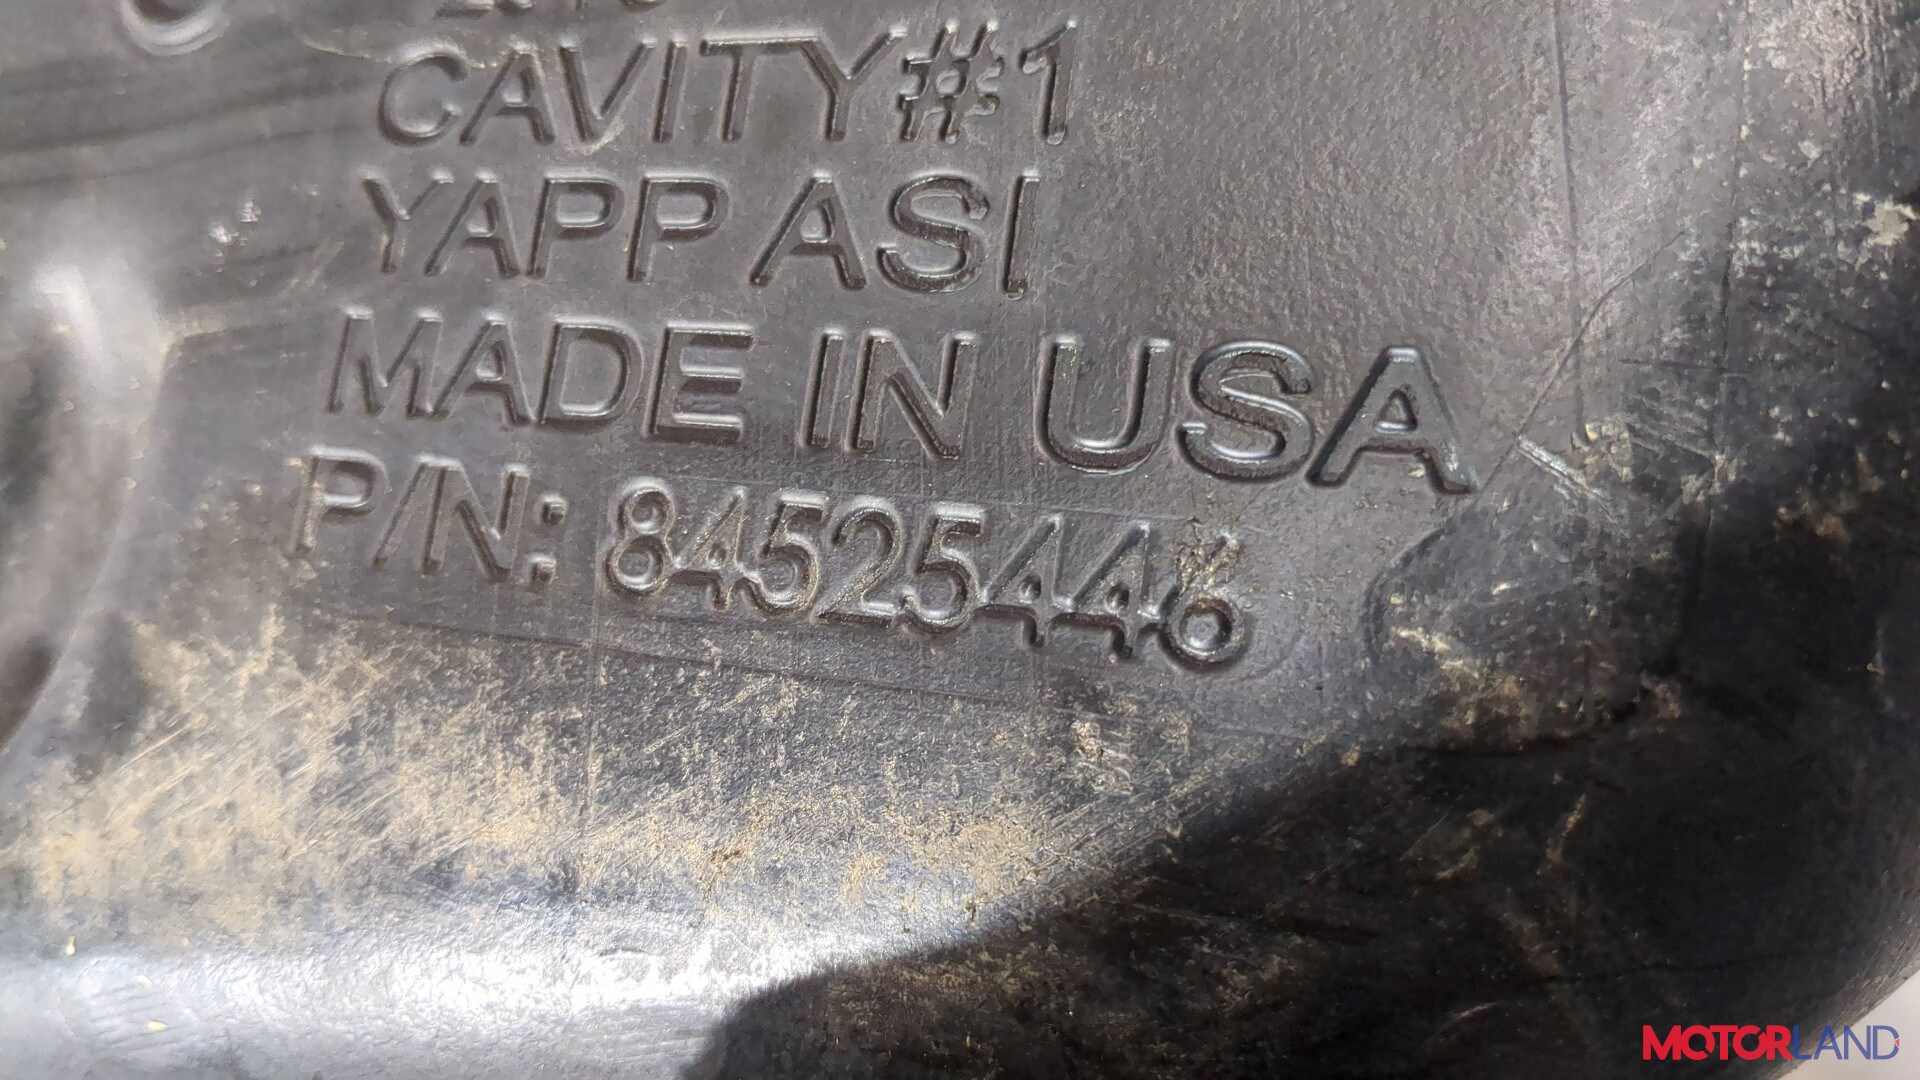 CAVITY#1
YAPP ASI
MADE IN USA
P/N: 84525446
MOTORLAND